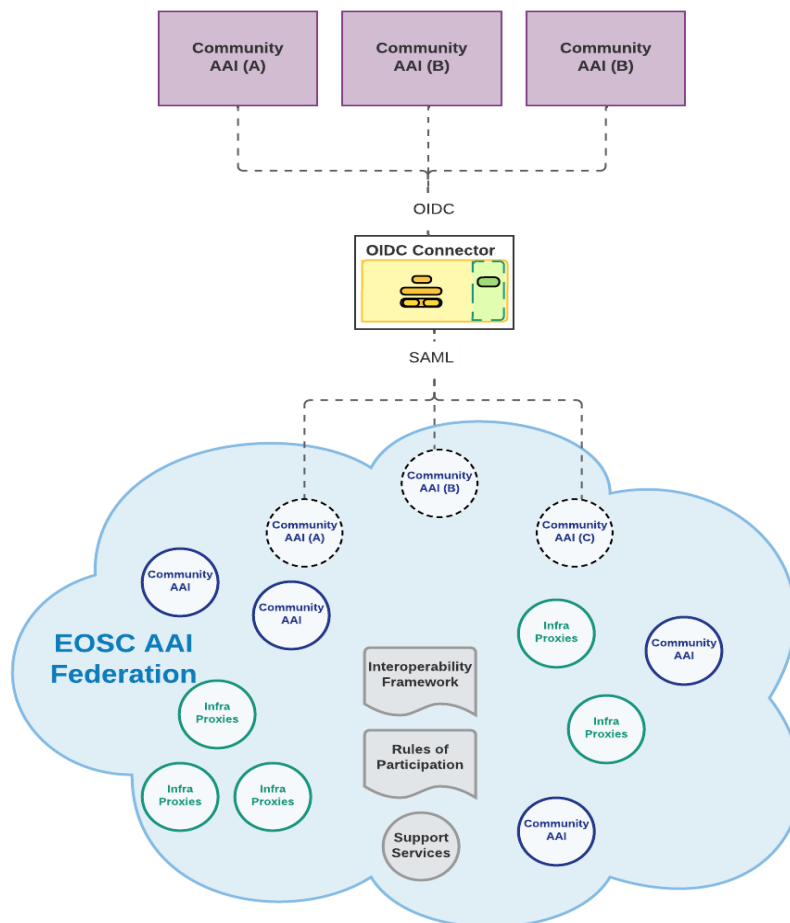 Community
AAI (A)
Community
AAI (B)
Community
AAI (B)
OIDC
OIDC Connector
SAML
Community
AAI (B)
Community
AAI (A)
Community
AAI (C)
Community
AAI
Community
AAI
EOSC AAI
Federation
Infra
Proxies
Community
AAI
Interoperability
Framework
Infra
Proxies
Infra
Proxies
Rules of
Participation
Infra
Proxies
Infra
Proxies
Support
Services
Community
AAI